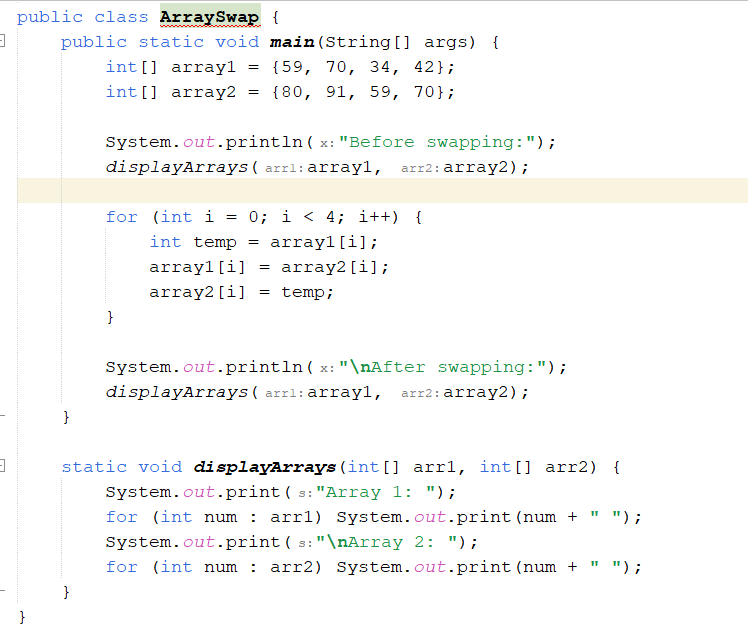 public class ArraySwap {
    public static void main(String[] args) {
        int[] array1 = {59, 70, 34, 42};
        int[] array2 = {80, 91, 59, 70};

        System.out.println( x: "Before swapping:");
        displayArrays( arr1: array1,  arr2: array2);

        for (int i = 0; i < 4; i++) {
            int temp = array1[i];
            array1[i] = array2[i];
            array2[i] = temp;
        }

        System.out.println( x: "\nAfter swapping:");
        displayArrays( arr1: array1,  arr2: array2);
    }

    static void displayArrays(int[] arr1, int[] arr2) {
        System.out.print( s: "Array 1: ");
        for (int num : arr1) System.out.print(num + " ");
        System.out.print( s: "\nArray 2: ");
        for (int num : arr2) System.out.print(num + " ");
    }
}